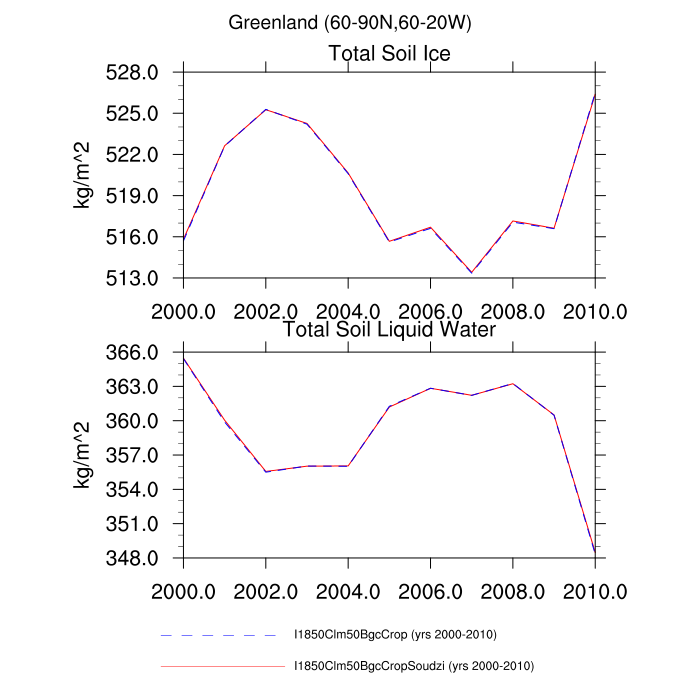 Greenland (60-90N,60-20W)
Total Soil Ice
528.0
525.0
522.0
519.0
516.0
513.0
kg/m^2
2000.0 2002.0 2004.0 2006.0 2008.0 2010.0
Total Soil Liquid Water
366.0
363.0
360.0
357.0
354.0
351.0
348.0
kg/m^2
2000.0 2002.0 2004.0 2006.0 2008.0 2010.0
I1850Clm50BgcCrop (yrs 2000-2010)
I1850Clm50BgcCropSoudzi (yrs 2000-2010)